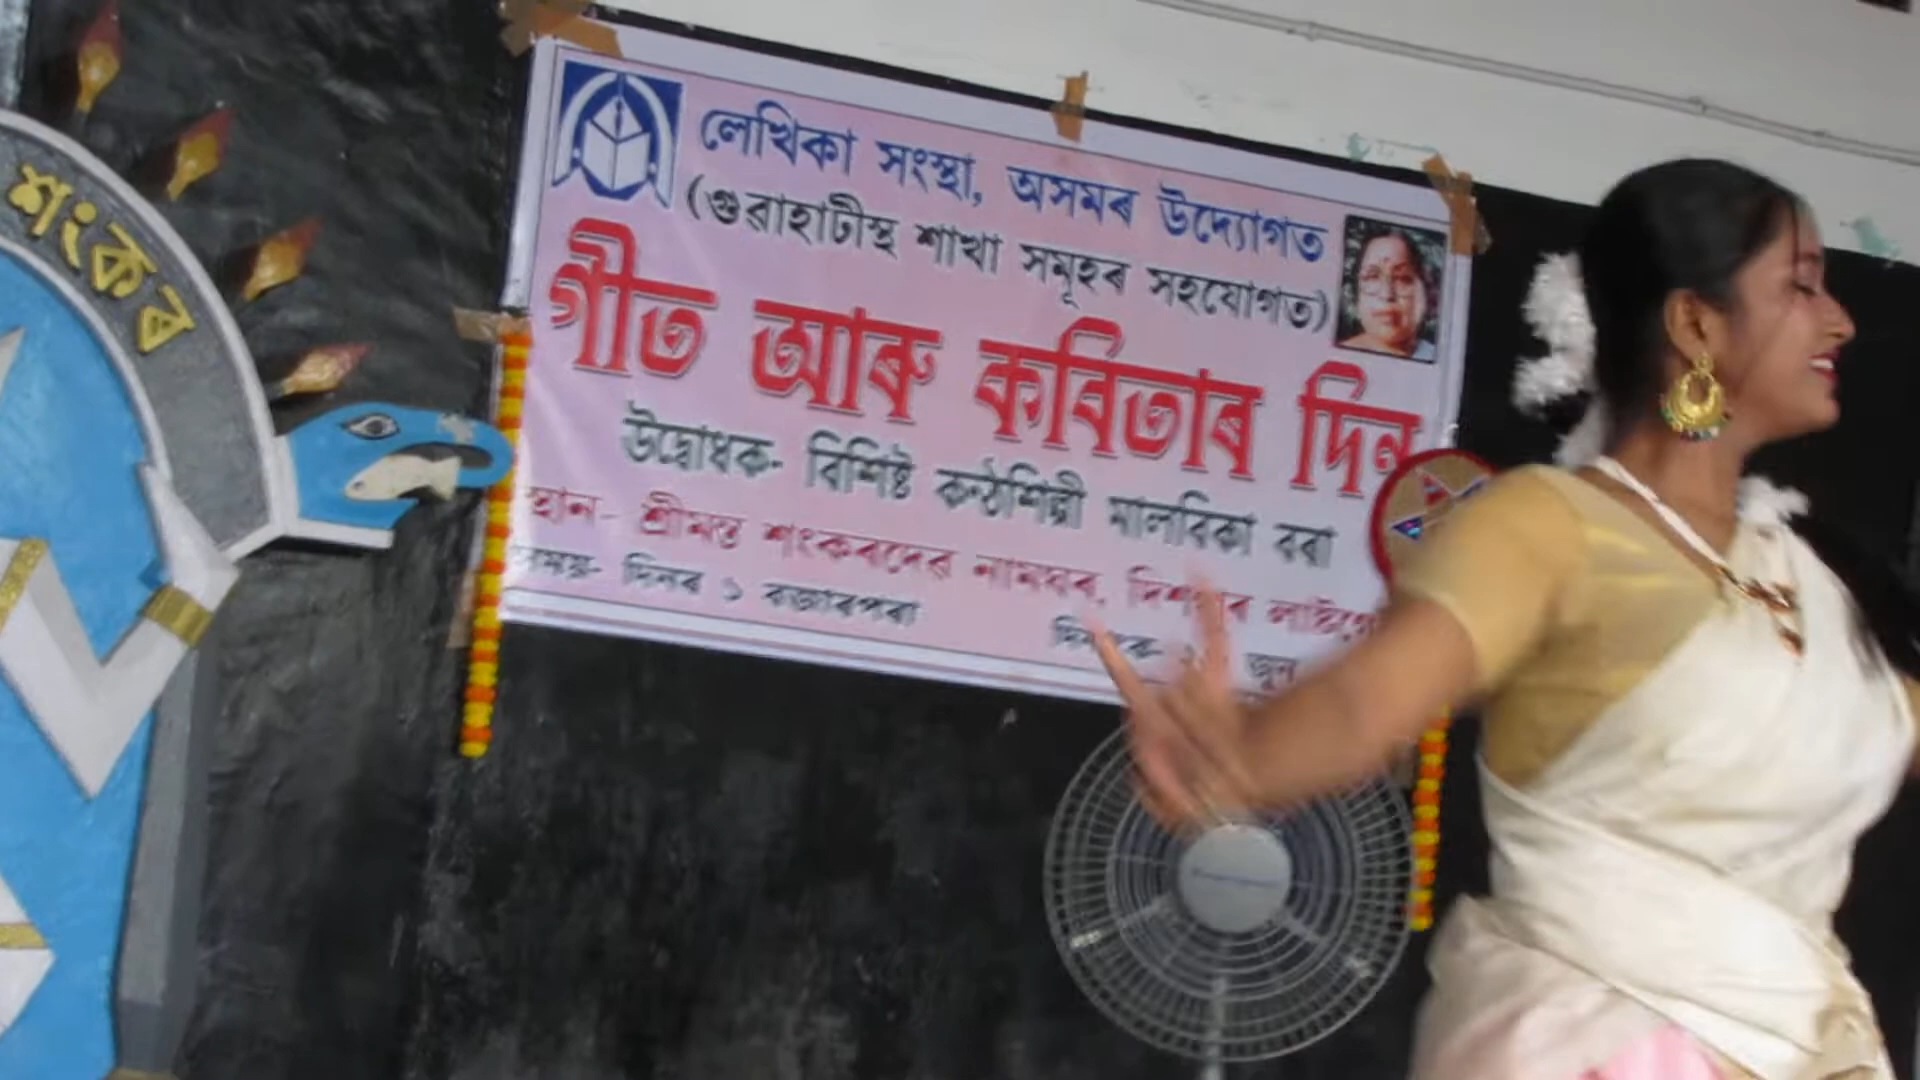 শংকৰ
লেখিকা সংস্থা, অসমৰ উদ্যোগত
(গুৱাহাটীস্থ শাখা সমূহৰ সহযোগত)
গীত আৰু কবিতাৰ দিন
উদ্বোধক- বিশিষ্ট কণ্ঠশিল্পী মালবিকা বৰা
স্থান- শ্ৰীমন্ত শংকৰদেৱ নামঘৰ,
সময়- দিনৰ ১ বজাৰপৰা
জুন